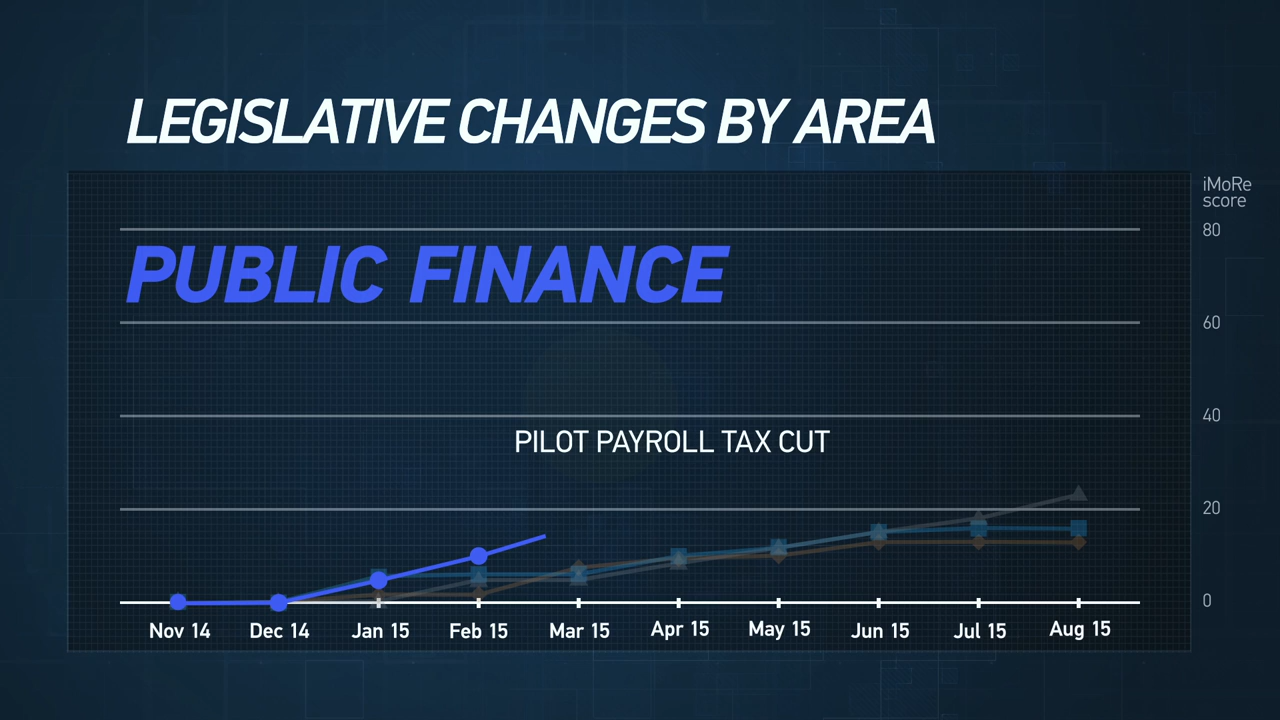 LEGISLATIVE CHANGES BY AREA
iMoRe
score
80
PUBLIC FINANCE
60
40
PILOT PAYROLL TAX CUT
20
0
Nov 14 Dec 14 Jan 15 Feb 15 Mar 15 Apr 15 May 15 Jun 15 Jul 15 Aug 15